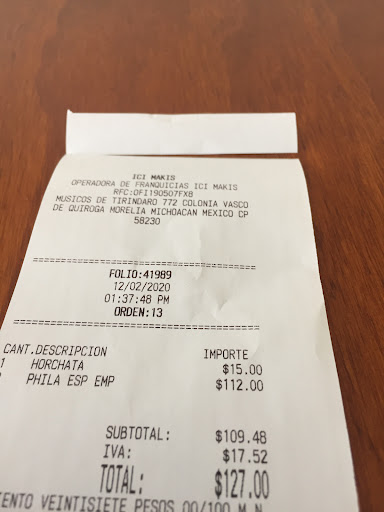 ICI MAKIS
OPERADORA DE FRANQUICIAS ICI MAKIS
RFC:OFI190507FX8
MUSICOS DE TIRINDARO 772 COLONIA VASCO
DE QUIROGA MORELIA MICHOACAN MEXICO CP
58230
==========================================
FOLIO:41989
12/02/2020
01:37:48 PM
ORDEN:13
==========================================
CANT.DESCRIPCION IMPORTE
1 HORCHATA $15.00
PHILA ESP EMP $112.00
SUBTOTAL: $109.48
IVA: $17.52
TOTAL: $127.00
IENTO VEINTISIETE PESOS 00/100 M.N.